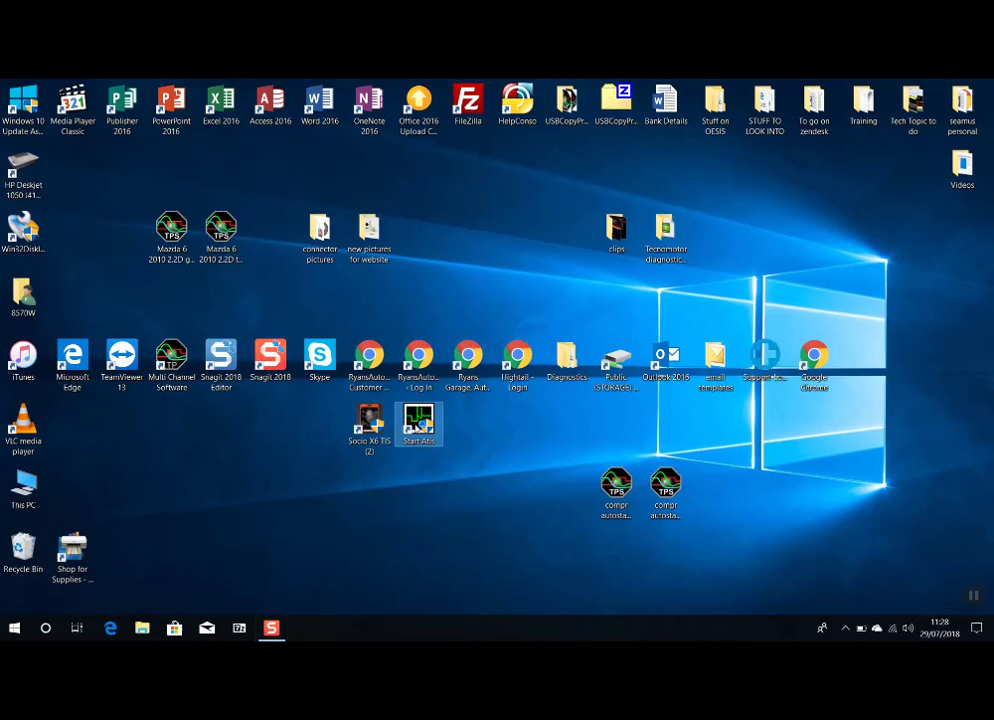 Windows 10
Update As...
Media Player
Classic
Publisher
2016
PowerPoint
2016
Excel 2016
Access 2016
Word 2016
OneNote
2016
Office 2016
Upload C...
FileZilla
HelpConso
USBCopyPr...
USBCopyPr...
Bank Details
Stuff on
OESIS
STUFF TO
LOOK INTO
To go on
zendesk
Training
Tech Topic to
do
seamus
personal
HP Deskjet
1050 J41...
Videos
Win32DiskI...
TPS
Mazda 6
2010 2.2D g...
TPS
Mazda 6
2010 2.2D t...
connector
pictures
new pictures
for website
clips
Tecnomotor
diagnostic...
8570W
iTunes
Microsoft
Edge
TeamViewer
13
Multi Channel
Software
Snagit 2018
Editor
Snagit 2018
Skype
RyansAuto...
Customer ...
RyansAuto...
- Log In
Ryans
Garage. Aut...
Hightail -
Login
Diagnostics
Public
(STORAGE) ...
Outlook 2016
email
templates
Google
Chrome
VLC media
player
Socio X6 TIS
(2)
Start Atis
This PC
TPS
compr
autosta...
TPS
compr
autosta...
Recycle Bin
Shop for
Supplies - ...
11:28
29/07/2018